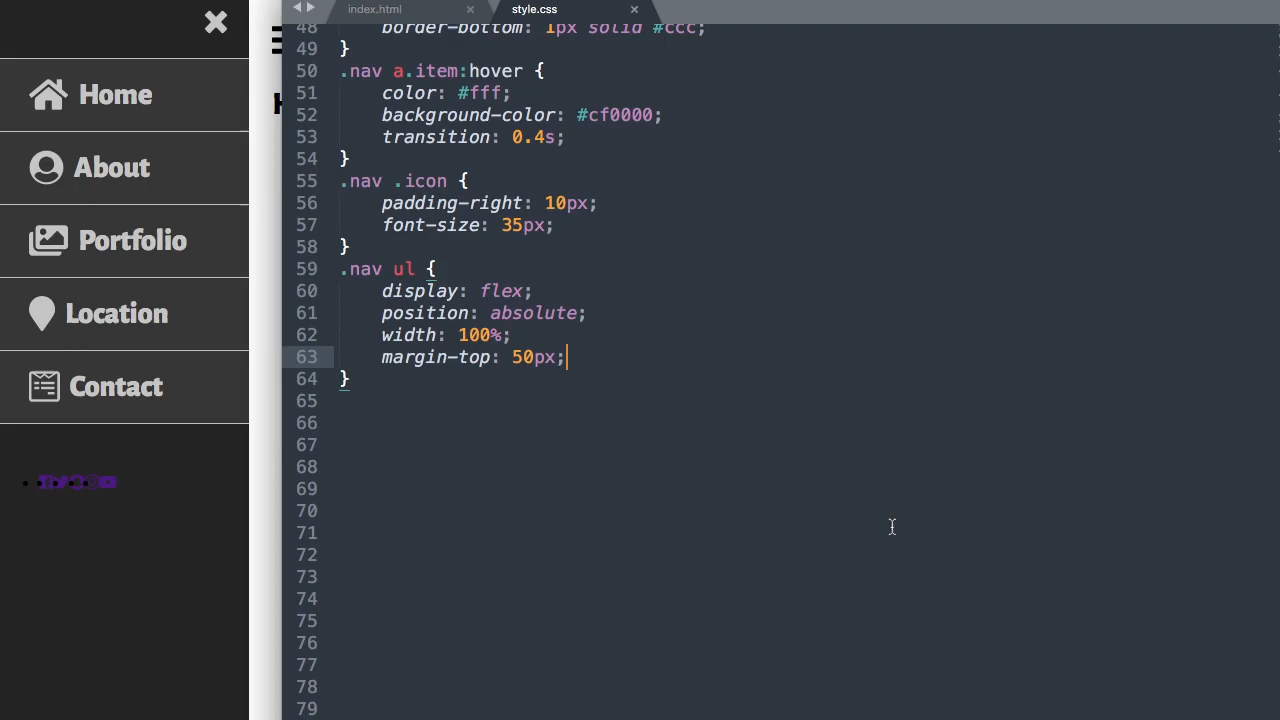 index.html
style.css
Home
About
Portfolio
Location
Contact
48 border-bottom: 1px solid #ccc;
49 }
50 .nav a.item:hover {
51 color: #fff;
52 background-color: #cf0000;
53 transition: 0.4s;
54 }
55 .nav .icon {
56 padding-right: 10px;
57 font-size: 35px;
58 }
59 .nav ul {
60 display: flex;
61 position: absolute;
62 width: 100%;
63 margin-top: 50px;
64 }
65
66
67
68
69
70
71
72
73
74
75
76
77
78
79